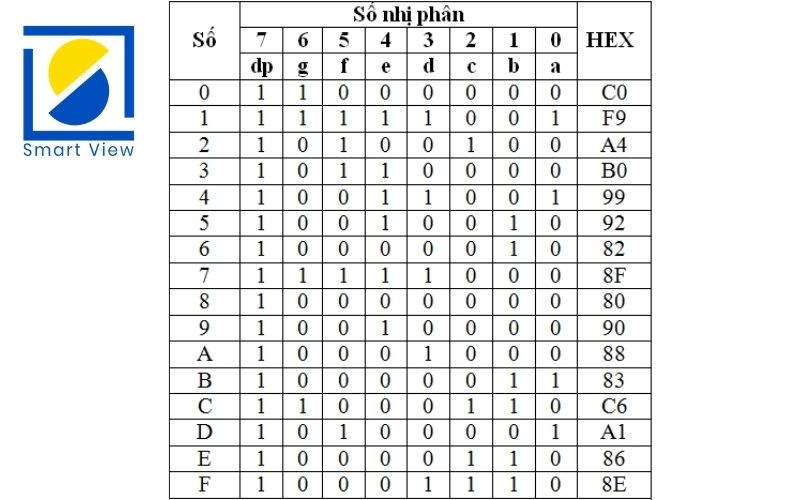 Smart View
Số nhị phân
Số 7 6 5 4 3 2 1 0 HEX
dp g f e d c b a
0 1 1 0 0 0 0 0 0 C0
1 1 1 1 1 1 0 0 1 F9
2 1 0 1 0 0 1 0 0 A4
3 1 0 1 1 0 0 0 0 B0
4 1 0 0 1 1 0 0 1 99
5 1 0 0 1 0 0 1 0 92
6 1 0 0 0 0 0 1 0 82
7 1 1 1 1 1 0 0 0 8F
8 1 0 0 0 0 0 0 0 80
9 1 0 0 1 0 0 0 0 90
A 1 0 0 0 1 0 0 0 88
B 1 0 0 0 0 0 1 1 83
C 1 1 0 0 0 1 1 0 C6
D 1 0 1 0 0 0 0 1 A1
E 1 0 0 0 0 1 1 0 86
F 1 0 0 0 1 1 1 0 8E